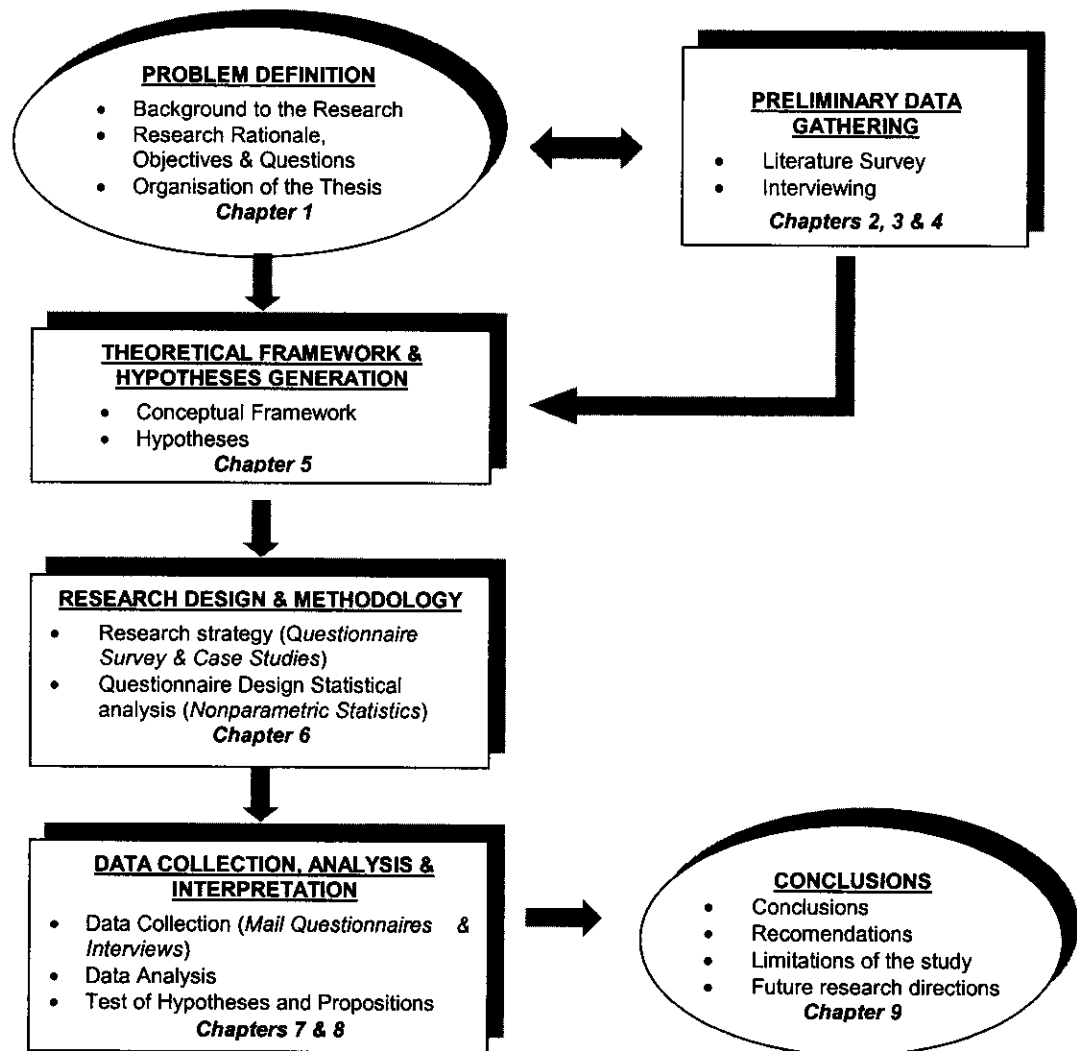 PROBLEM DEFINITION
• Background to the Research
• Research Rationale,
Objectives & Questions
• Organisation of the Thesis
Chapter 1
PRELIMINARY DATA
GATHERING
• Literature Survey
• Interviewing
Chapters 2, 3 & 4
THEORETICAL FRAMEWORK &
HYPOTHESES GENERATION
• Conceptual Framework
• Hypotheses
Chapter 5
RESEARCH DESIGN & METHODOLOGY
• Research strategy (Questionnaire
Survey & Case Studies)
• Questionnaire Design Statistical
analysis (Nonparametric Statistics)
Chapter 6
DATA COLLECTION, ANALYSIS &
INTERPRETATION
• Data Collection (Mail Questionnaires &
Interviews)
• Data Analysis
• Test of Hypotheses and Propositions
Chapters 7 & 8
CONCLUSIONS
• Conclusions
• Recomendations
• Limitations of the study
• Future research directions
Chapter 9